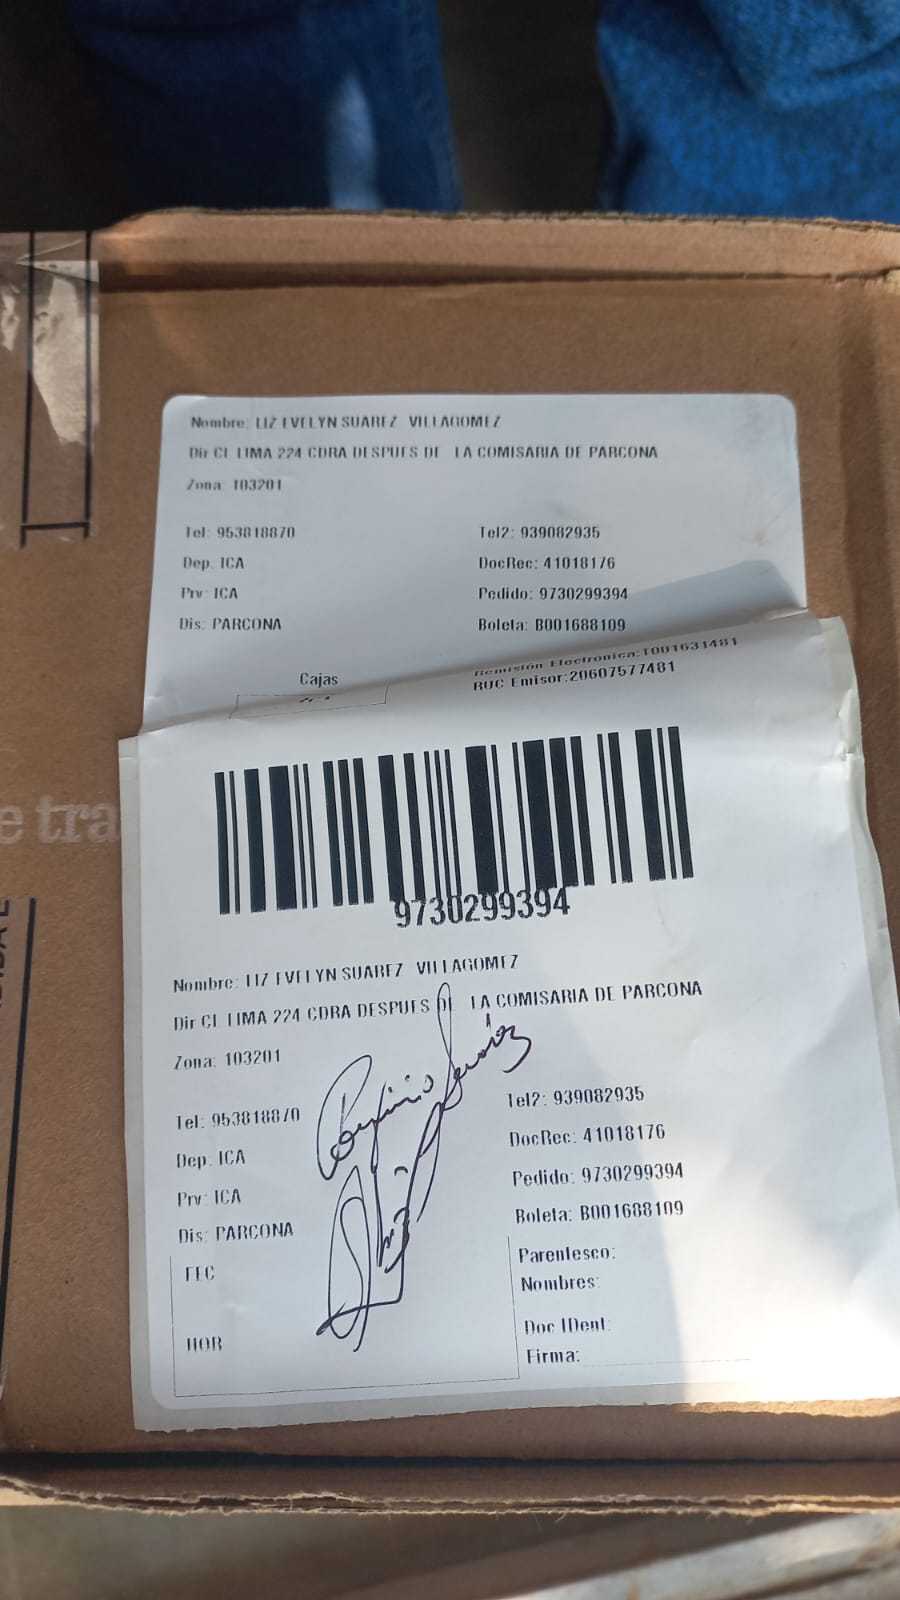 Nombre: LIZ EVELYN SUAREZ VILLAGOMEZ
Dir CL LIMA 224 CDRA DESPUES DE LA COMISARIA DE PARCONA
Zona: 103201
Tel: 953818870 Tel2: 939082935
Dep: ICA DocRec: 41018176
Prv: ICA Pedido: 9730299394
Dis: PARCONA Boleta: B001688109
Cajas
Remisión Electrónica:T001631481
RUC Emisor:20607577481
e tra
9730299394
Nombre: LIZ EVELYN SUAREZ VILLAGOMEZ
Dir CL LIMA 224 CDRA DESPUES DE LA COMISARIA DE PARCONA
Zona: 103201
Tel: 953818870 Tel2: 939082935
Dep: ICA DocRec: 41018176
Prv: ICA Pedido: 9730299394
Dis: PARCONA Boleta: B001688109
FEC Parentesco:
Nombres:
HOR Doc IDent:
Firma: